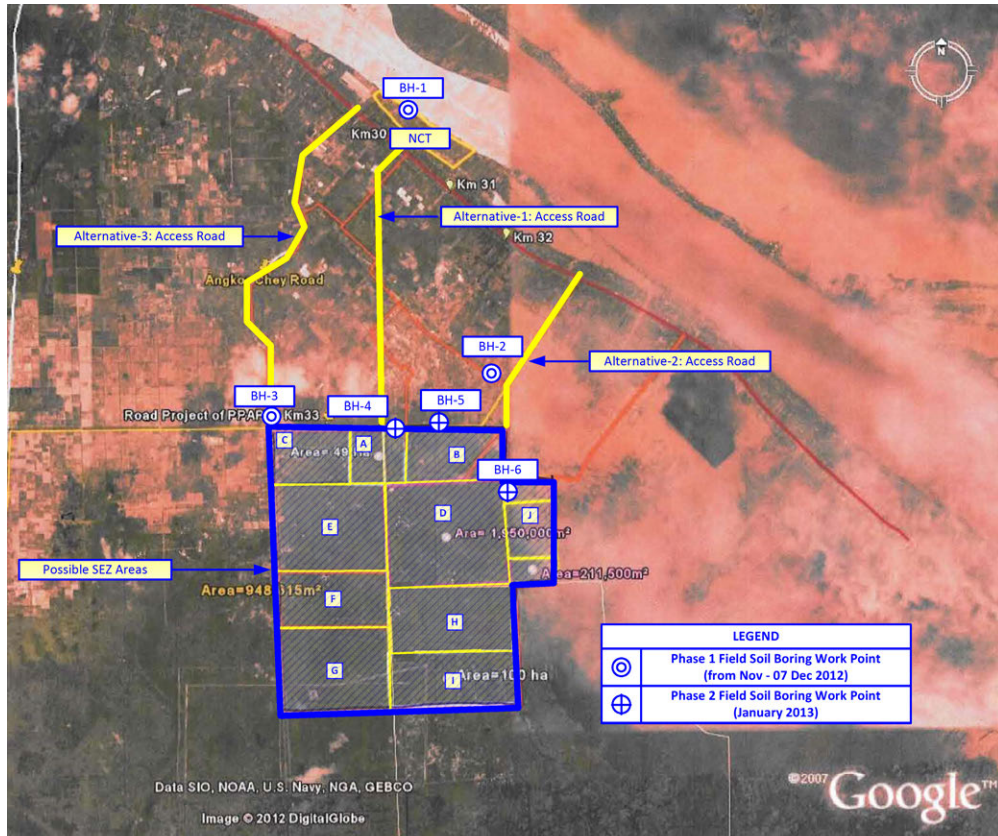 N
BH-1
Km30
NCT
Km 31
Alternative-1: Access Road
Alternative-3: Access Road
Km 32
Angkor Chey Road
BH-2
Alternative-2: Access Road
BH-3
BH-4
BH-5
Road Project of PPAP
Km33
C
A
B
Area= 49 ha
BH-6
E
D
J
Ara= 1,950,000m²
Possible SEZ Areas
Area=211,500m²
Area=948,615m²
F
H
G
I
Area=100 ha
LEGEND
Phase 1 Field Soil Boring Work Point
(from Nov - 07 Dec 2012)
Phase 2 Field Soil Boring Work Point
(January 2013)
Data SIO, NOAA, U.S. Navy, NGA, GEBCO
Image © 2012 DigitalGlobe
©2007 Google™